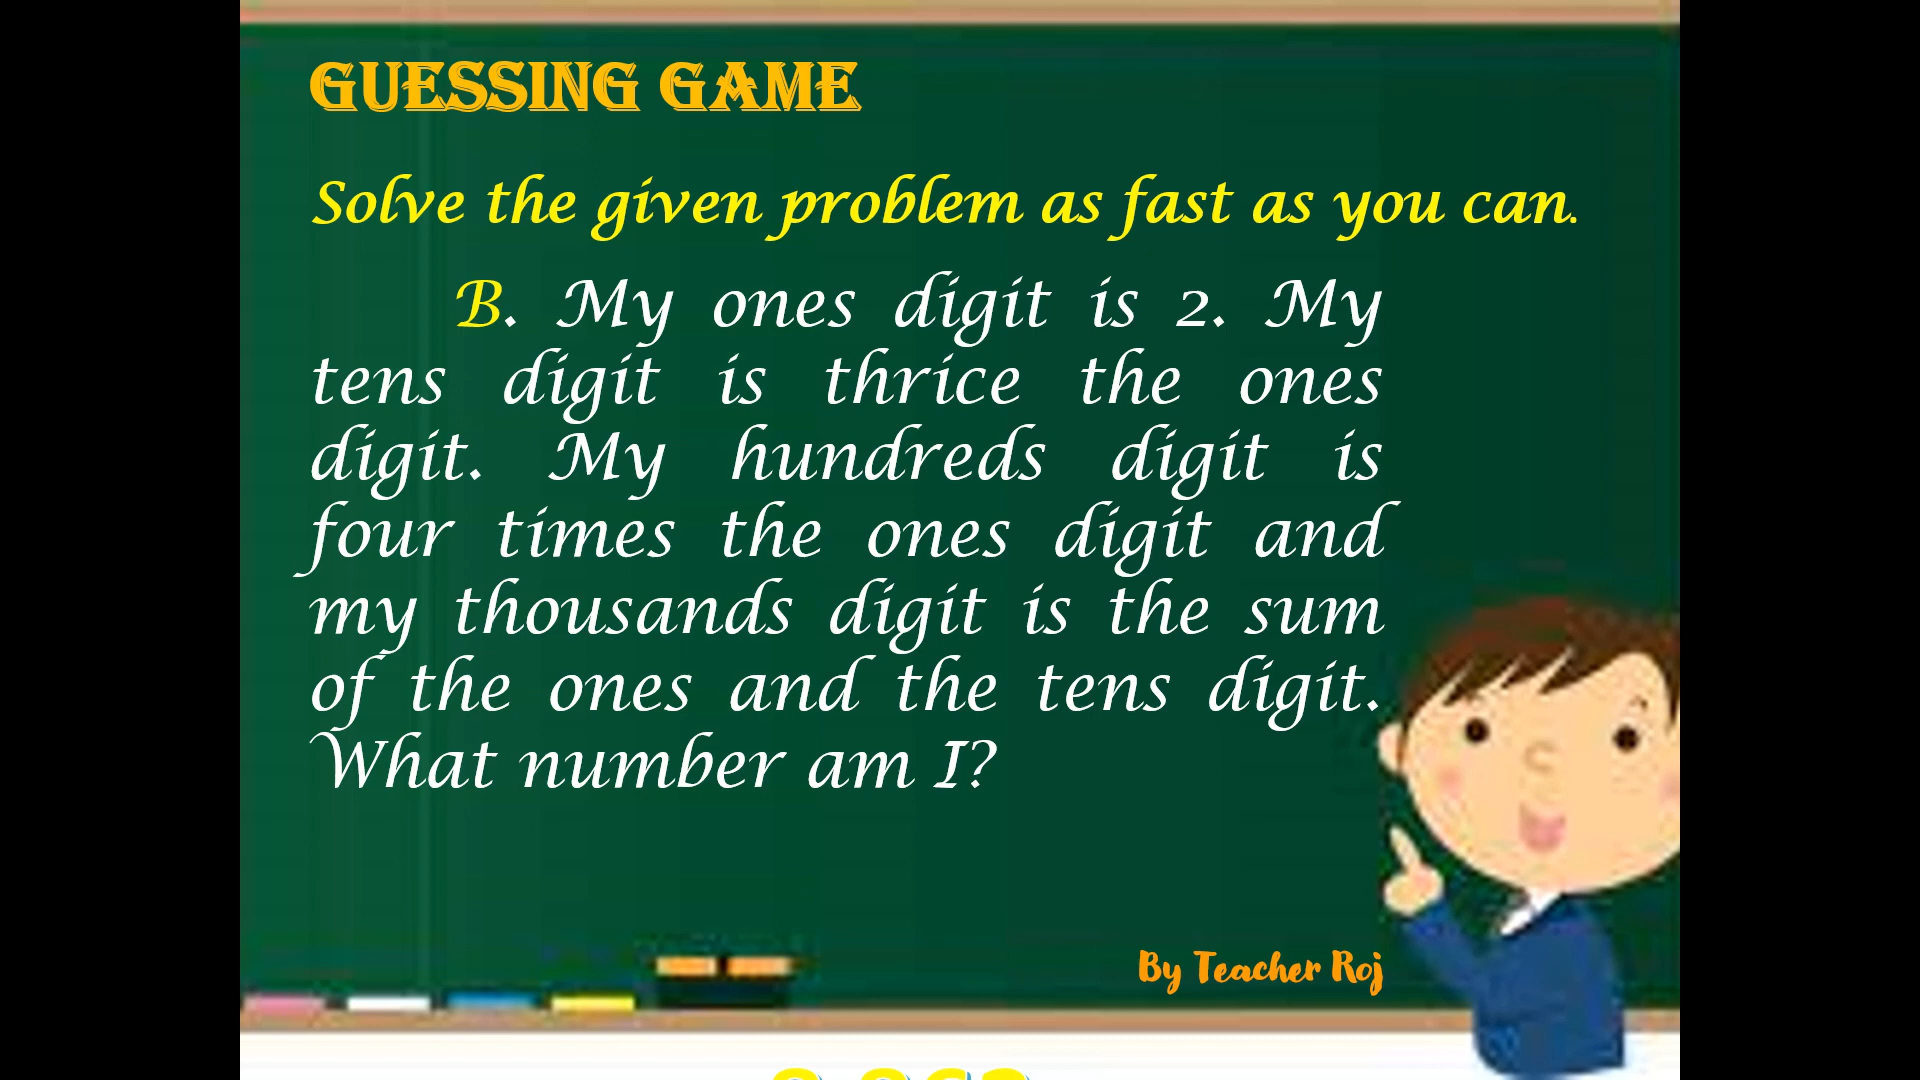 GUESSING GAME
Solve the given problem as fast as you can.
B. My ones digit is 2. My
tens digit is thrice the ones
digit. My hundreds digit is
four times the ones digit and
my thousands digit is the sum
of the ones and the tens digit.
What number am I?
By Teacher Roj